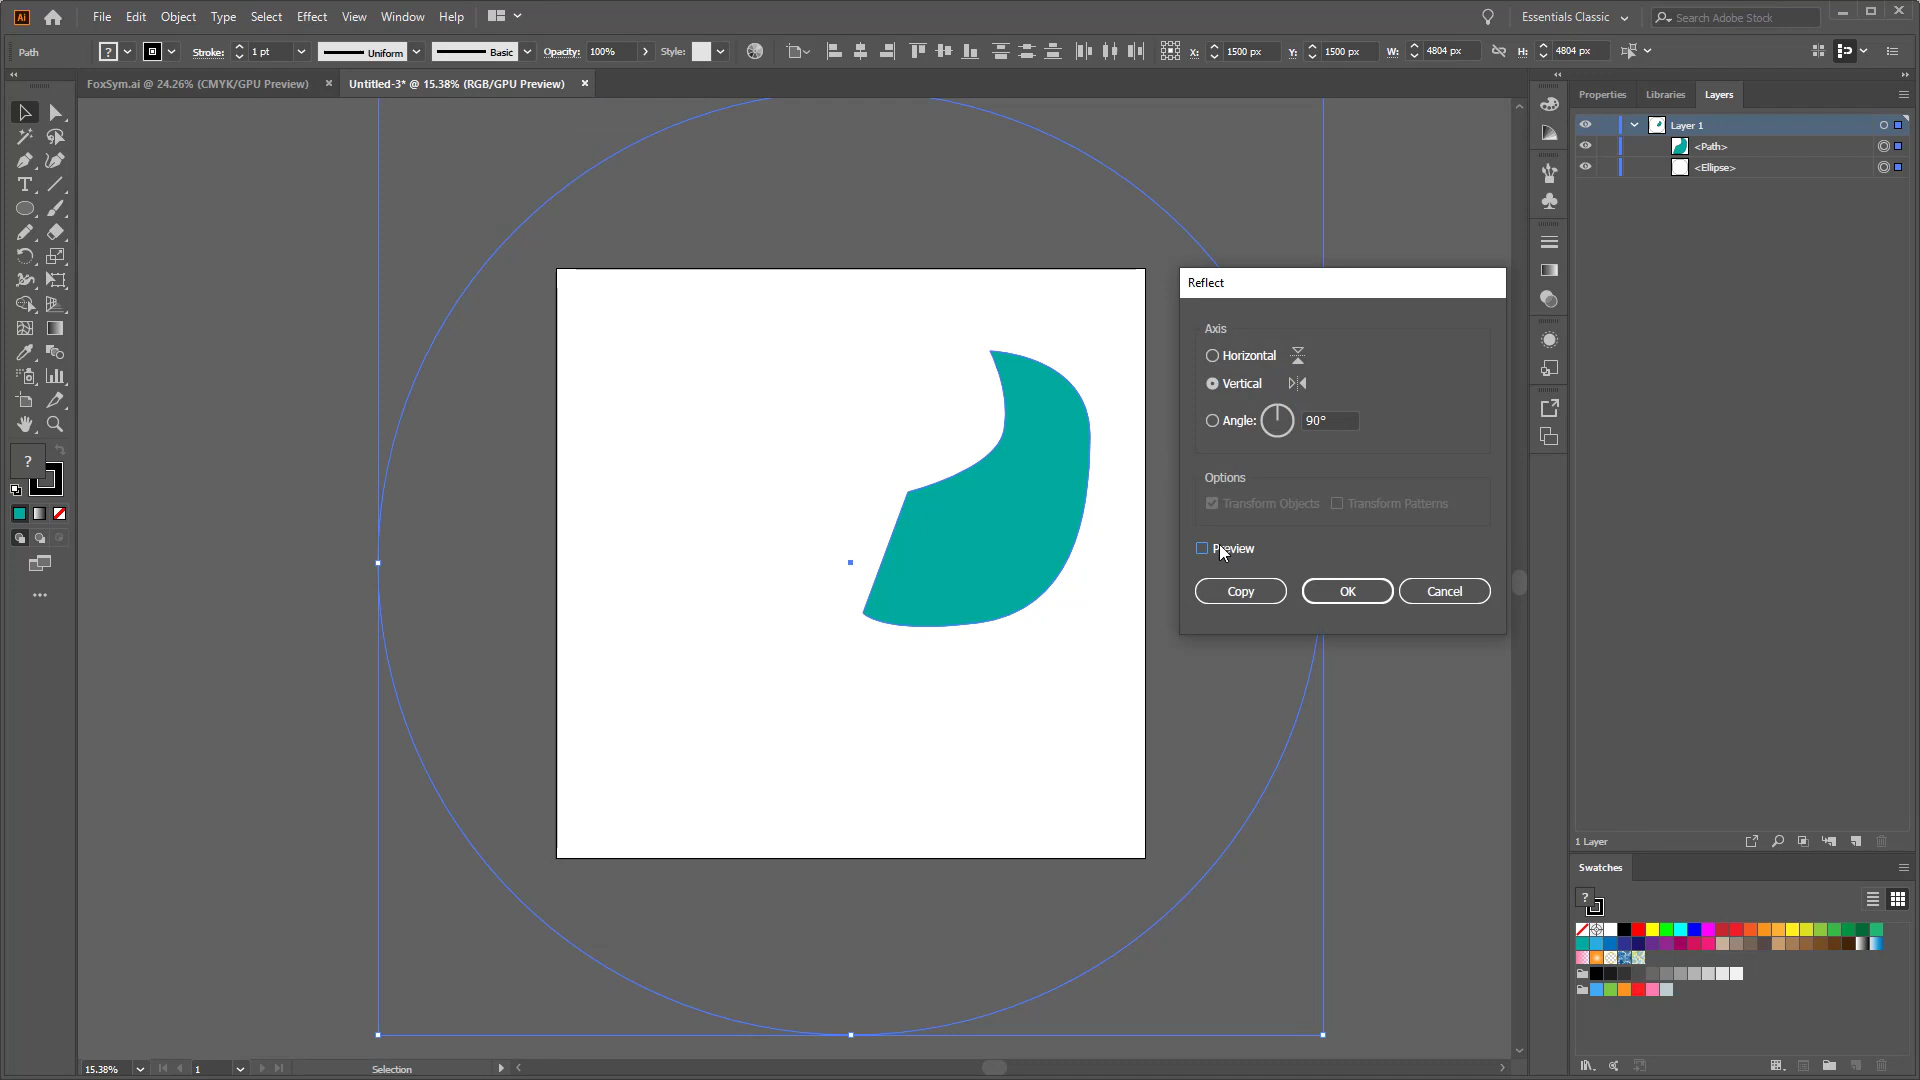 Ai File Edit Object Type Select Effect View Window Help Essentials Classic Search Adobe Stock
Path ? Stroke: 1 pt Uniform Basic Opacity: 100% Style: X: 1500 px Y: 1500 px W: 4804 px H: 4804 px
FoxSym.ai @ 24.26% (CMYK/GPU Preview) × Untitled-3* @ 15.38% (RGB/GPU Preview) ×
Properties Libraries Layers
Layer 1
<Path>
<Ellipse>
Reflect
Axis
Horizontal
Vertical
Angle: 90°
Options
Transform Objects Transform Patterns
Preview
Copy OK Cancel
?
1 Layer
Swatches
?
15.38% 1 Selection